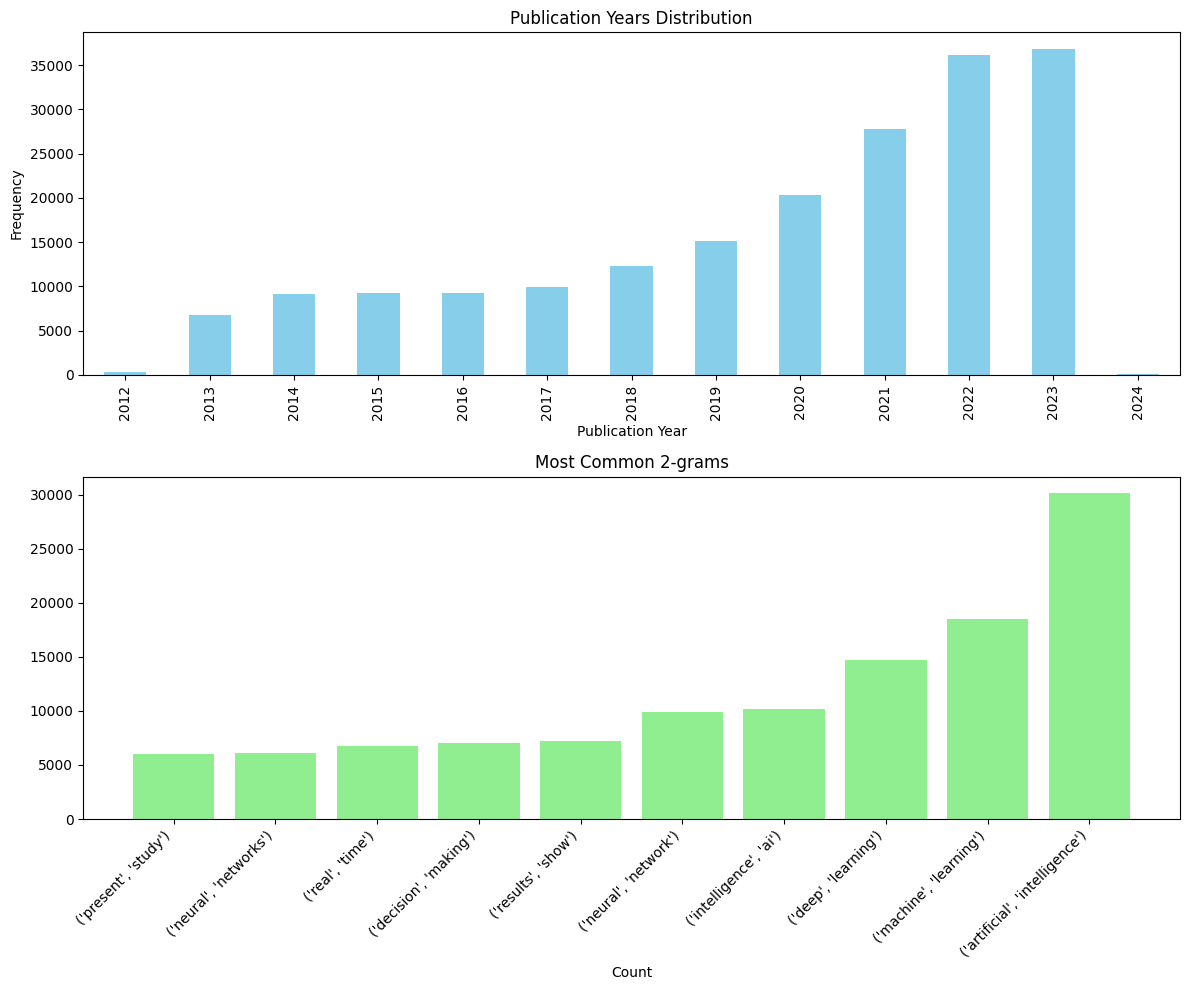 Publication Years Distribution
35000
30000
25000
20000
15000
10000
5000
0
Frequency
2012 2013 2014 2015 2016 2017 2018 2019 2020 2021 2022 2023 2024
Publication Year
Most Common 2-grams
30000
25000
20000
15000
10000
5000
0
('present', 'study')
('neural', 'networks')
('real', 'time')
('decision', 'making')
('results', 'show')
('neural', 'network')
('intelligence', 'ai')
('deep', 'learning')
('machine', 'learning')
('artificial', 'intelligence')
Count